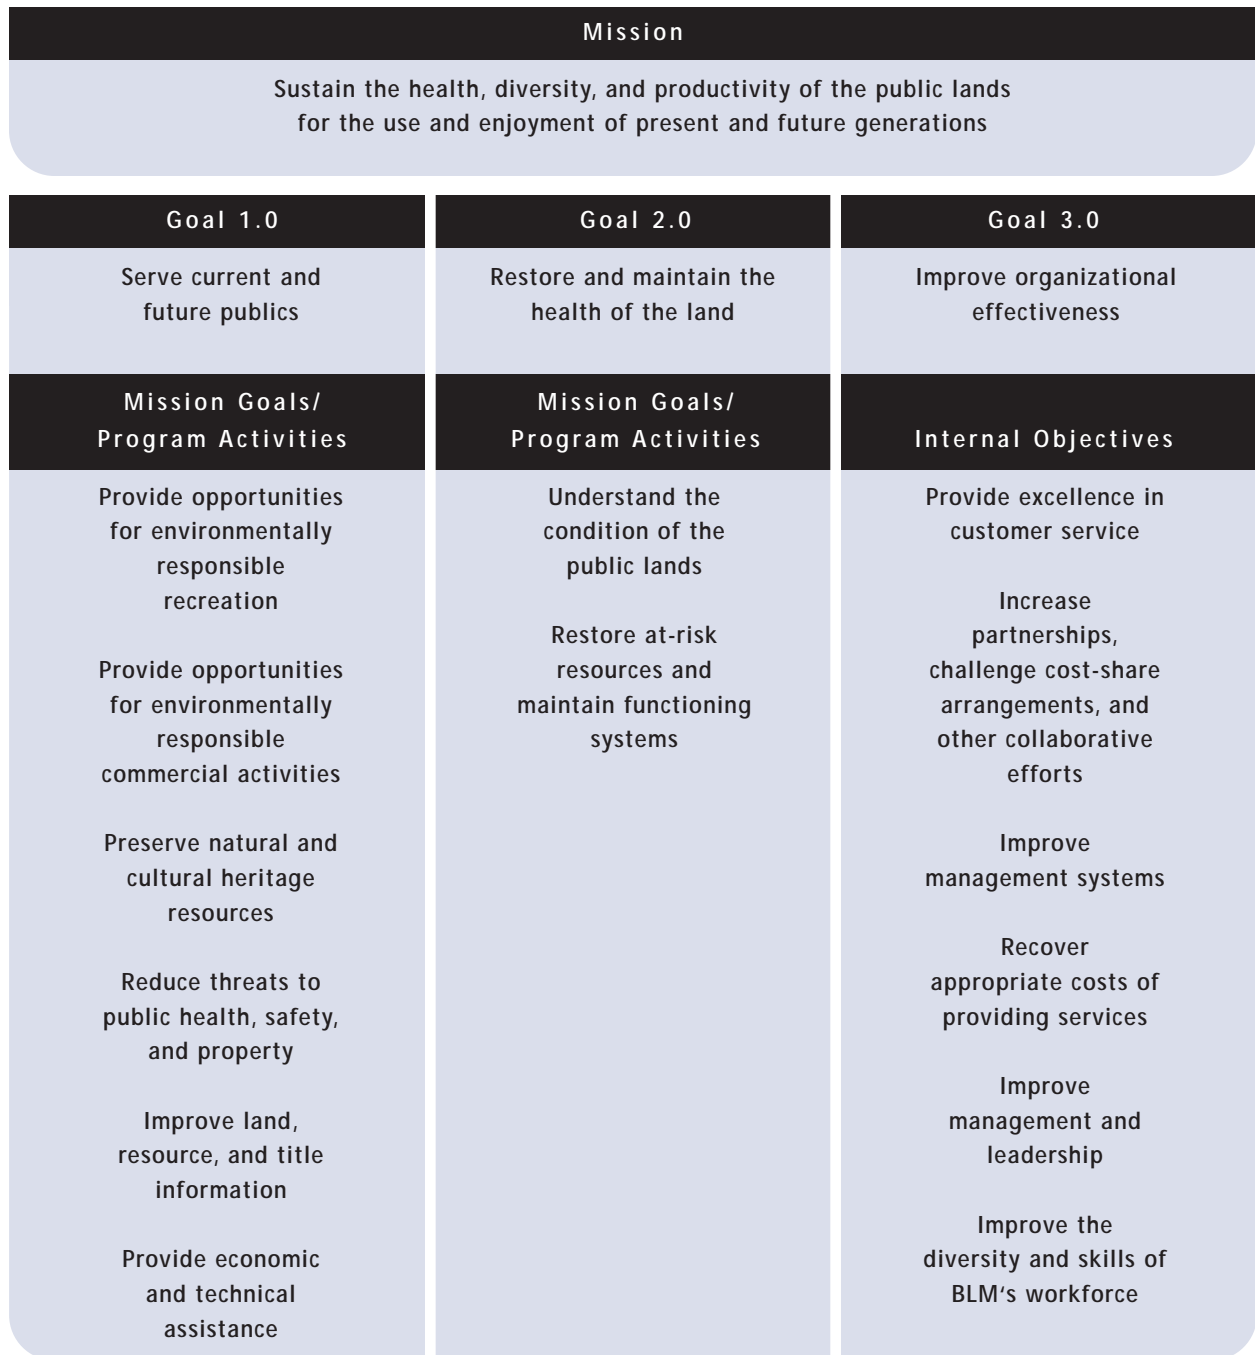 Mission
Sustain the health, diversity, and productivity of the public lands
for the use and enjoyment of present and future generations
Goal 1.0
Serve current and
future publics
Mission Goals/
Program Activities
Provide opportunities
for environmentally
responsible
recreation
Provide opportunities
for environmentally
responsible
commercial activities
Preserve natural and
cultural heritage
resources
Reduce threats to
public health, safety,
and property
Improve land,
resource, and title
information
Provide economic
and technical
assistance
Goal 2.0
Restore and maintain the
health of the land
Mission Goals/
Program Activities
Understand the
condition of the
public lands
Restore at-risk
resources and
maintain functioning
systems
Goal 3.0
Improve organizational
effectiveness
Internal Objectives
Provide excellence in
customer service
Increase
partnerships,
challenge cost-share
arrangements, and
other collaborative
efforts
Improve
management systems
Recover
appropriate costs of
providing services
Improve
management and
leadership
Improve the
diversity and skills of
BLM's workforce